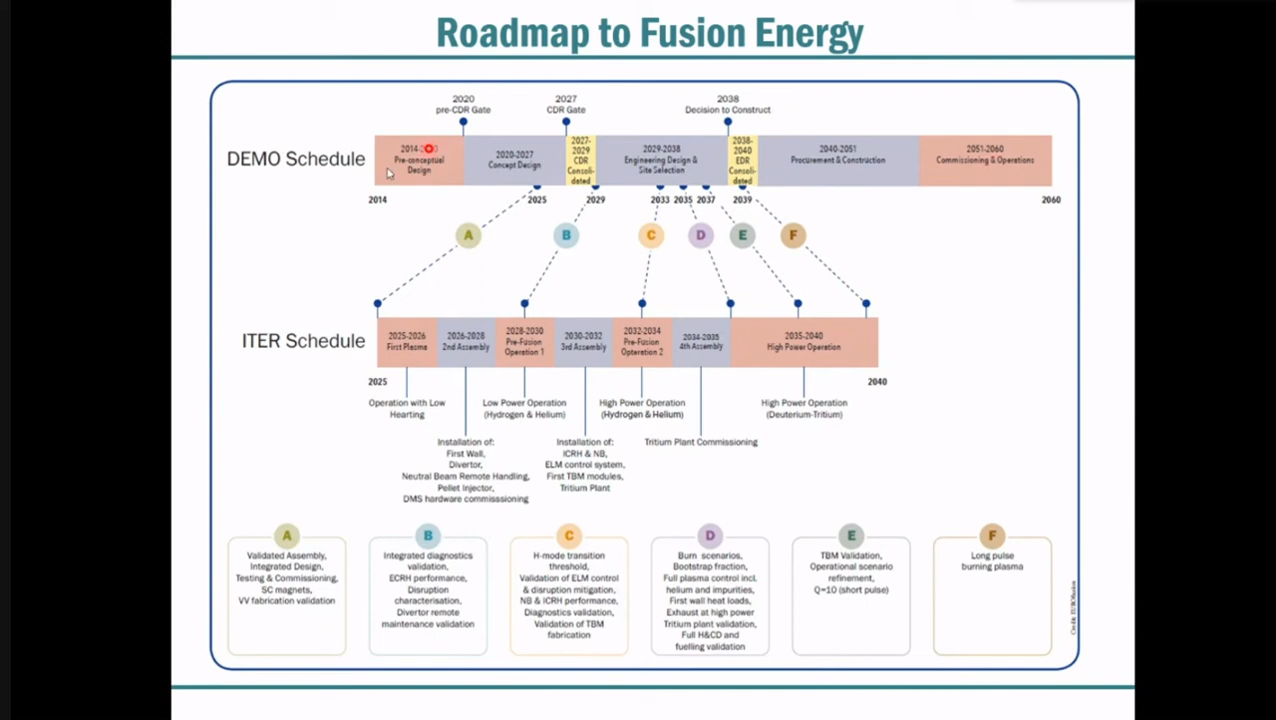 Roadmap to Fusion Energy
2020
pre-CDR Gate
2027
CDR Gate
2038
Decision to Construct
DEMO Schedule
2014-
Pre-conceptual
Design
2020-2027
Concept Design
2027-
2029
CDR
Consoli-
dated
2029-2038
Engineering Design &
Site Selection
2038-
2040
EDR
Consoli-
dated
2040-2051
Procurement & Construction
2051-2060
Commissioning & Operations
2014
2025
2029
2033
2035
2037
2039
2060
A
B
C
D
E
F
ITER Schedule
2025-2026
First Plasma
2026-2028
2nd Assembly
2028-2030
Pre-Fusion
Operation 1
2030-2032
3rd Assembly
2032-2034
Pre-Fusion
Opteration 2
2034-2035
4th Assembly
2035-2040
High Power Operation
2025
2040
Operation with Low
Hearting
Low Power Operation
(Hydrogen & Helium)
High Power Operation
(Hydrogen & Helium)
High Power Operation
(Deuterium-Tritium)
Installation of:
First Wall,
Divertor,
Neutral Beam Remote Handling,
Pellet Injector,
DMS hardware commisssioning
Installation of:
ICRH & NB,
ELM control system,
First TBM modules,
Tritium Plant
Tritium Plant Commissioning
A
Validated Assembly,
Integrated Design,
Testing & Commissioning,
SC magnets,
VV fabrication validation
B
Integrated diagnostics
validation,
ECRH performance,
Disruption
characterisation,
Divertor remote
maintenance validation
C
H-mode transition
threshold,
Validation of ELM control
& disruption mitigation,
NB & ICRH performance,
Diagnostics validation,
Validation of TBM
fabrication
D
Burn scenarios,
Bootstrap fraction,
Full plasma control incl.
helium and impurities,
First wall heat loads,
Exhaust at high power
Tritium plant validation,
Full H&CD and
fuelling validation
E
TBM Validation,
Operational scenario
refinement,
Q=10 (short pulse)
F
Long pulse
burning plasma
Credit: EUROfusion